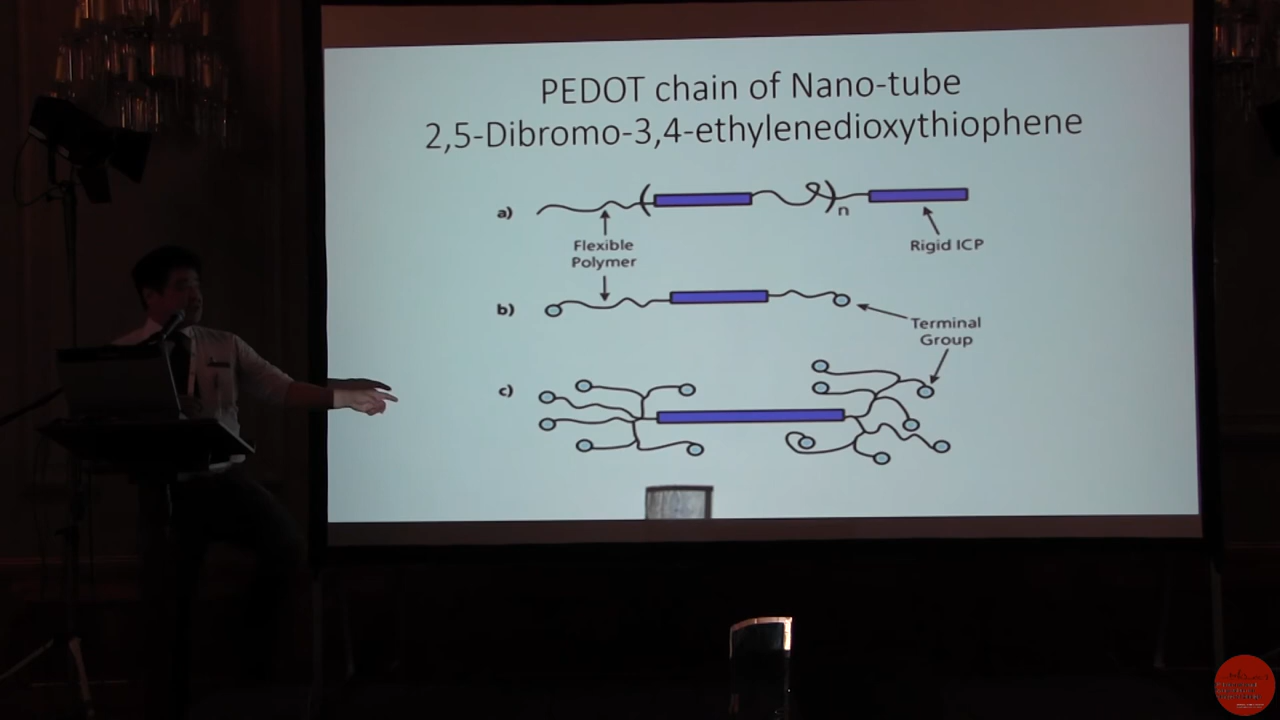 PEDOT chain of Nano-tube
2,5-Dibromo-3,4-ethylenedioxythiophene
a)
n
Flexible
Polymer
Rigid ICP
b)
Terminal
Group
c)